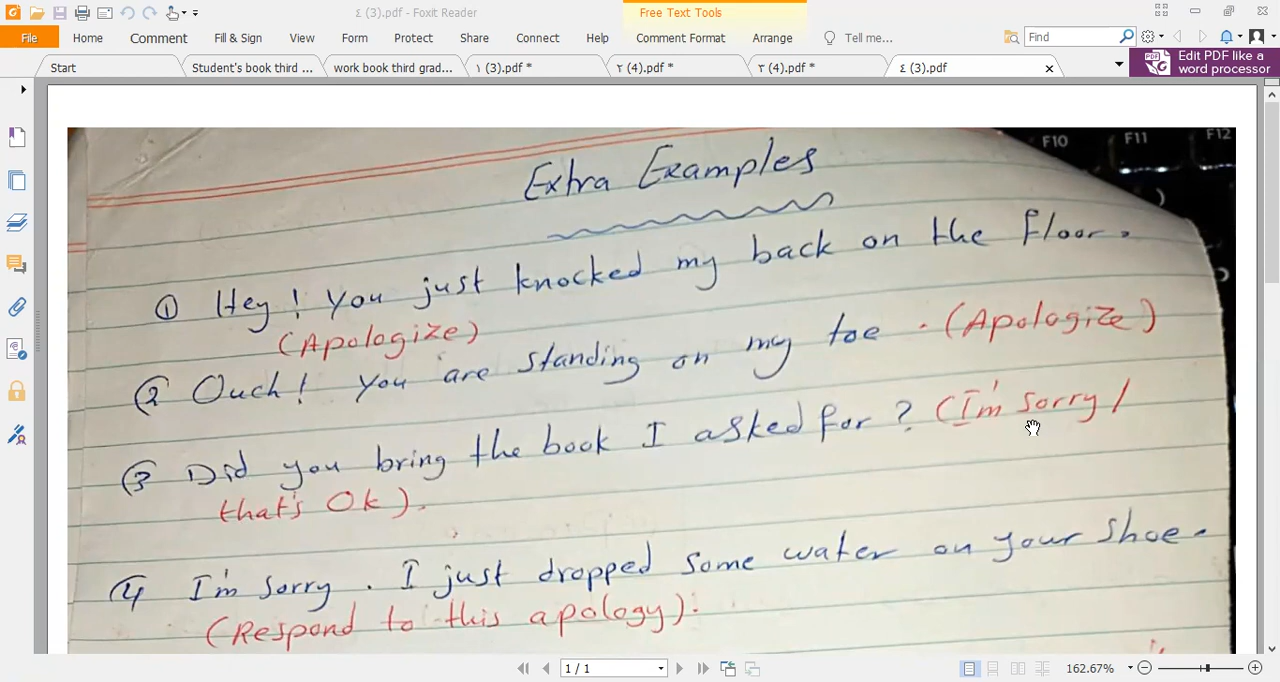 ٤ (3).pdf - Foxit Reader
Free Text Tools
File Home Comment Fill & Sign View Form Protect Share Connect Help Comment Format Arrange Tell me... Find
Start Student's book third ... work book third grad... ١ (3).pdf * ٢ (4).pdf * ٣ (4).pdf * ٤ (3).pdf
Edit PDF like a
word processor
F10 F11 F12
Extra Examples
① Hey! You just knocked my back on the floor.
(Apologize)
② Ouch! You are standing on my toe. (Apologize)
③ Did you bring the book I asked for? (I'm sorry /
that's Ok).
④ I'm sorry. I just dropped some water on your shoe.
(Respond to this apology).
1 / 1
162.67%